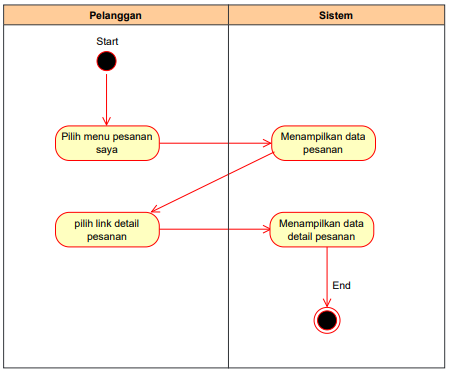 Pelanggan
Sistem
Start
Pilih menu pesanan
saya
Menampilkan data
pesanan
pilih link detail
pesanan
Menampilkan data
detail pesanan
End